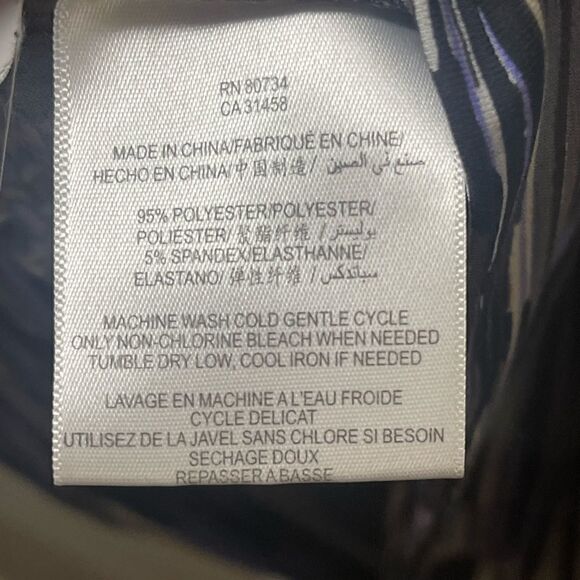 RN 80734
CA 31458
MADE IN CHINA/FABRIQUÉ EN CHINE/
HECHO EN CHINA/中国制造/ صنع في الصين
95% POLYESTER/POLYESTER/
POLIESTER/ 聚酯纤维 / بوليستر
5% SPANDEX/ELASTHANNE/
ELASTANO/ 弹性纤维 / سباندكس
MACHINE WASH COLD GENTLE CYCLE
ONLY NON-CHLORINE BLEACH WHEN NEEDED
TUMBLE DRY LOW, COOL IRON IF NEEDED
LAVAGE EN MACHINE A L'EAU FROIDE
CYCLE DELICAT
UTILISEZ DE LA JAVEL SANS CHLORE SI BESOIN
SECHAGE DOUX
REPASSER A BASSE